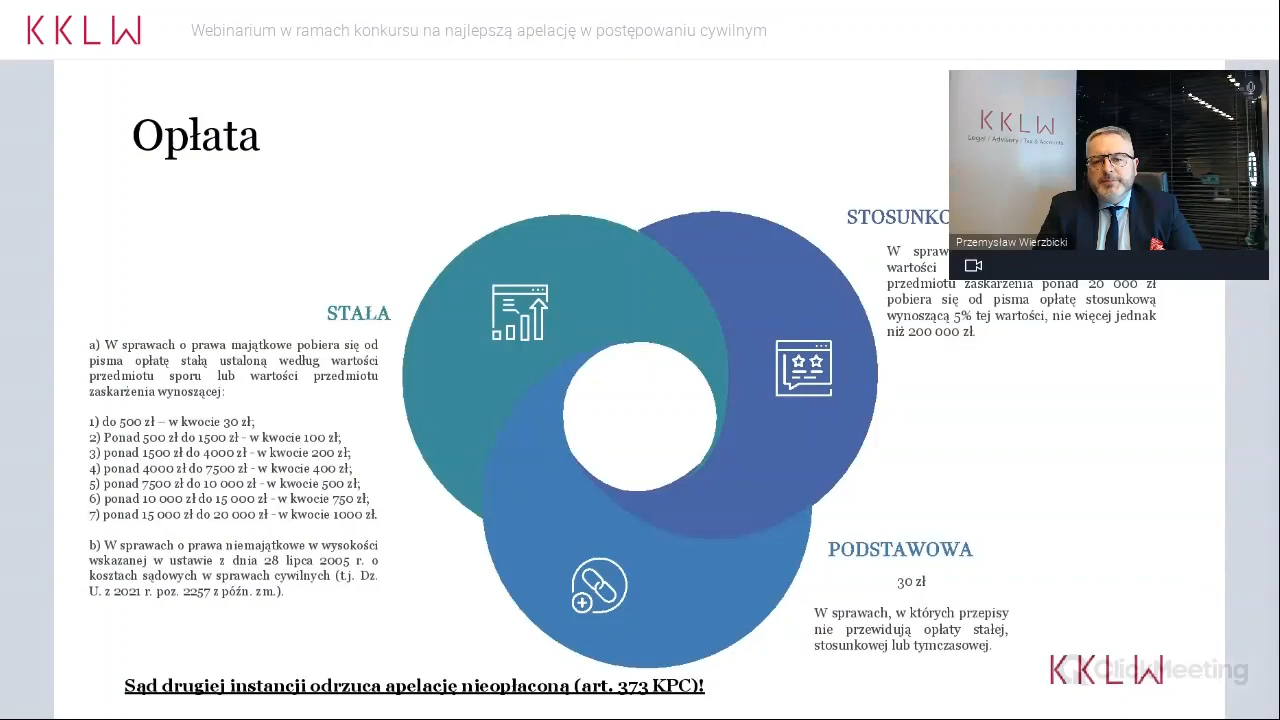 KKLW
Webinarium w ramach konkursu na najlepszą apelację w postępowaniu cywilnym
Opłata
KKLW
Legal / Advisory / Tax & Accounts
Przemysław Wierzbicki
STAŁA
a) W sprawach o prawa majątkowe pobiera się od
pisma opłatę stałą ustaloną według wartości
przedmiotu sporu lub wartości przedmiotu
zaskarżenia wynoszącej:
1) do 500 zł – w kwocie 30 zł;
2) Ponad 500 zł do 1500 zł - w kwocie 100 zł;
3) ponad 1500 zł do 4000 zł - w kwocie 200 zł;
4) ponad 4000 zł do 7500 zł - w kwocie 400 zł;
5) ponad 7500 zł do 10 000 zł - w kwocie 500 zł;
6) ponad 10 000 zł do 15 000 zł - w kwocie 750 zł;
7) ponad 15 000 zł do 20 000 zł - w kwocie 1000 zł.
b) W sprawach o prawa niemajątkowe w wysokości
wskazanej w ustawie z dnia 28 lipca 2005 r. o
kosztach sądowych w sprawach cywilnych (t.j. Dz.
U. z 2021 r. poz. 2257 z późn. zm.).
STOSUNKO
W spraw
wartości
przedmiotu zaskarżenia ponad 20 000 zł
pobiera się od pisma opłatę stosunkową
wynoszącą 5% tej wartości, nie więcej jednak
niż 200 000 zł.
PODSTAWOWA
30 zł
W sprawach, w których przepisy
nie przewidują opłaty stałej,
stosunkowej lub tymczasowej.
Sąd drugiej instancji odrzuca apelację nieopłaconą (art. 373 KPC)!
KKLW
ClickMeeting